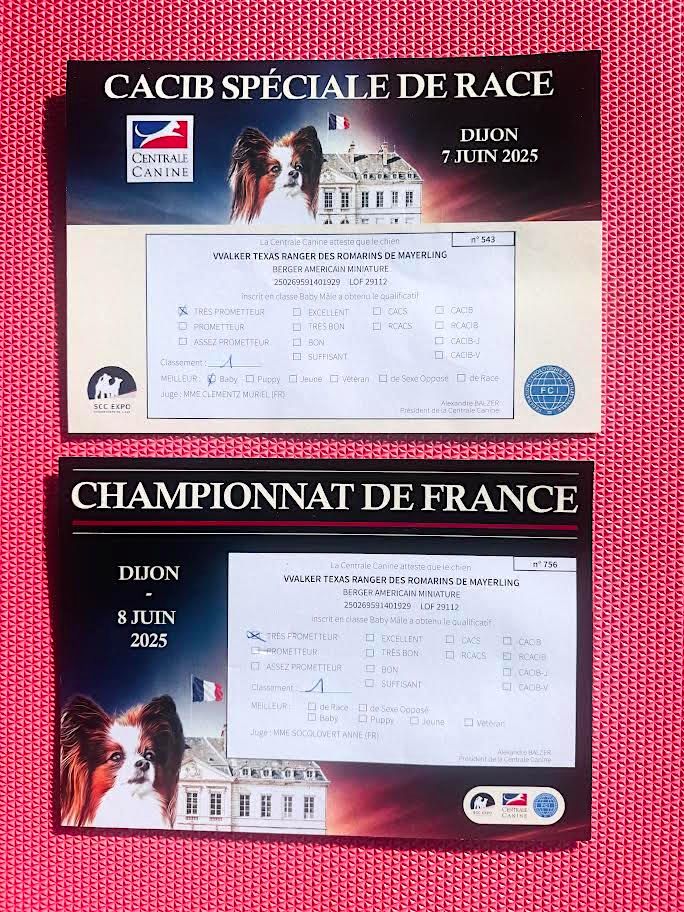 CACIB SPÉCIALE DE RACE
CENTRALE
CANINE
DIJON
7 JUIN 2025
n° 543
La Centrale Canine atteste que le chien
VVALKER TEXAS RANGER DES ROMARINS DE MAYERLING
BERGER AMERICAIN MINIATURE
250269591401929 LOF 29112
inscrit en classe Baby Mâle a obtenu le qualificatif
TRÈS PROMETTEUR EXCELLENT CACS CACIB
PROMETTEUR TRÈS BON RCACS RCACIB
ASSEZ PROMETTEUR BON CACIB-J
SUFFISANT CACIB-V
Classement : 1
MEILLEUR : Baby Puppy Jeune Vétéran de Sexe Opposé de Race
Juge : MME CLEMENTZ MURIEL (FR)
Alexandre BALZER
Président de la Centrale Canine
SCC EXPO
FCI
CHAMPIONNAT DE FRANCE
DIJON
-
8 JUIN
2025
n° 756
La Centrale Canine atteste que le chien
VVALKER TEXAS RANGER DES ROMARINS DE MAYERLING
BERGER AMERICAIN MINIATURE
250269591401929 LOF 29112
inscrit en classe Baby Mâle a obtenu le qualificatif
TRÈS PROMETTEUR EXCELLENT CACS CACIB
PROMETTEUR TRÈS BON RCACS RCACIB
ASSEZ PROMETTEUR BON CACIB-J
SUFFISANT CACIB-V
Classement : 1
MEILLEUR : de Race de Sexe Opposé
Baby Puppy Jeune Vétéran
Juge : MME SOCOLOVERT ANNE (FR)
Alexandre BALZER
Président de la Centrale Canine
SCC EXPO
CENTRALE
CANINE
FCI